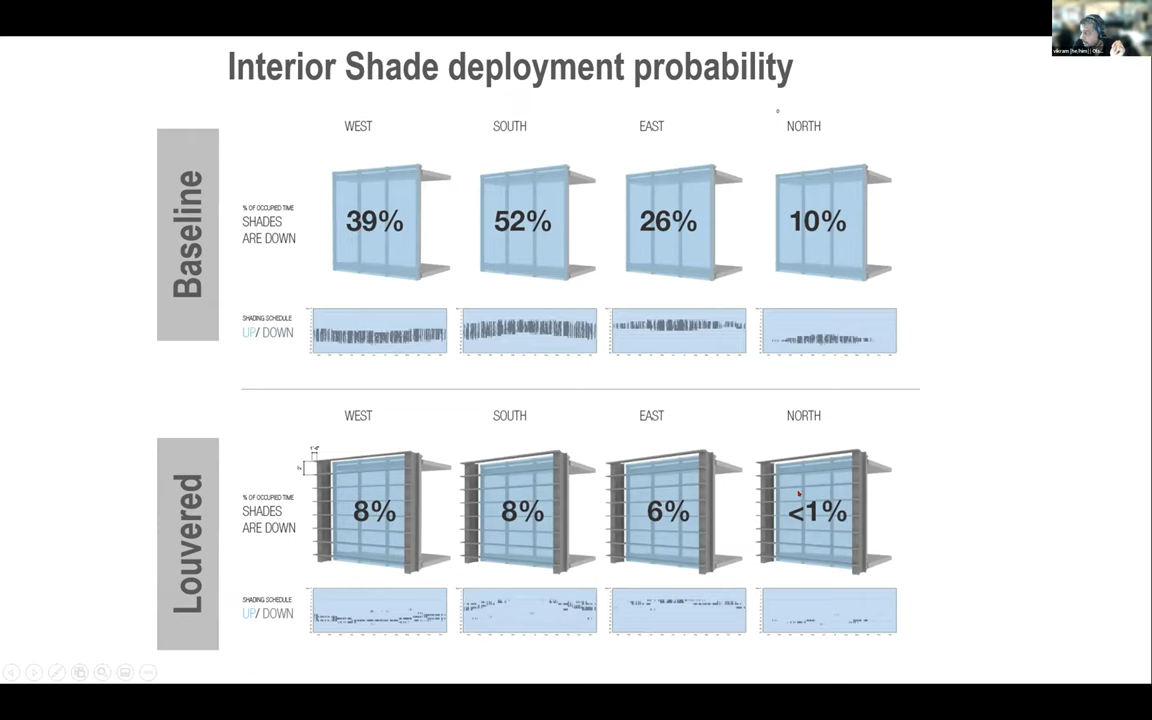 Interior Shade deployment probability
Baseline
WEST
SOUTH
EAST
NORTH
% OF OCCUPIED TIME
SHADES
ARE DOWN
39%
52%
26%
10%
SHADING SCHEDULE
UP/ DOWN
Louvered
WEST
SOUTH
EAST
NORTH
% OF OCCUPIED TIME
SHADES
ARE DOWN
8%
8%
6%
<1%
SHADING SCHEDULE
UP/ DOWN